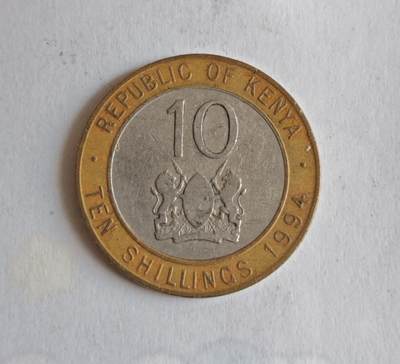 REPUBLIC OF KENYA
10
TEN SHILLINGS 1994